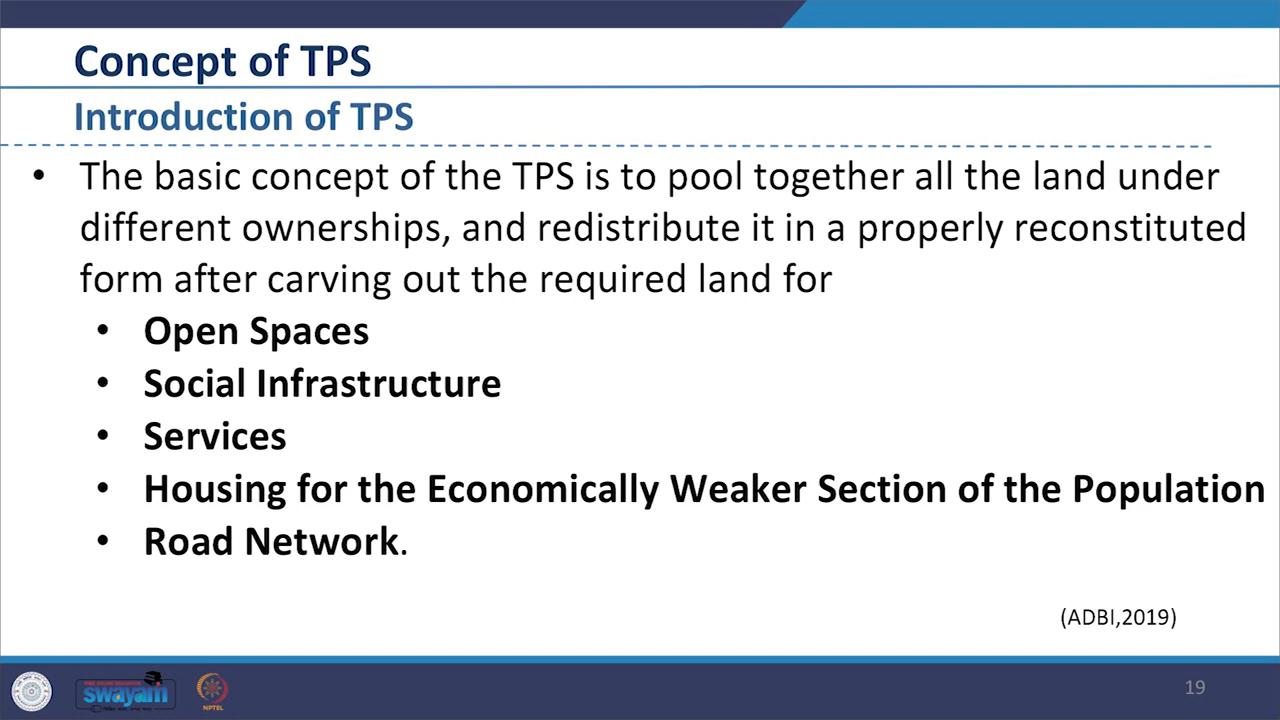 Concept of TPS
Introduction of TPS
• The basic concept of the TPS is to pool together all the land under
different ownerships, and redistribute it in a properly reconstituted
form after carving out the required land for
• Open Spaces
• Social Infrastructure
• Services
• Housing for the Economically Weaker Section of the Population
• Road Network.
(ADBI,2019)
swayam
NPTEL
19